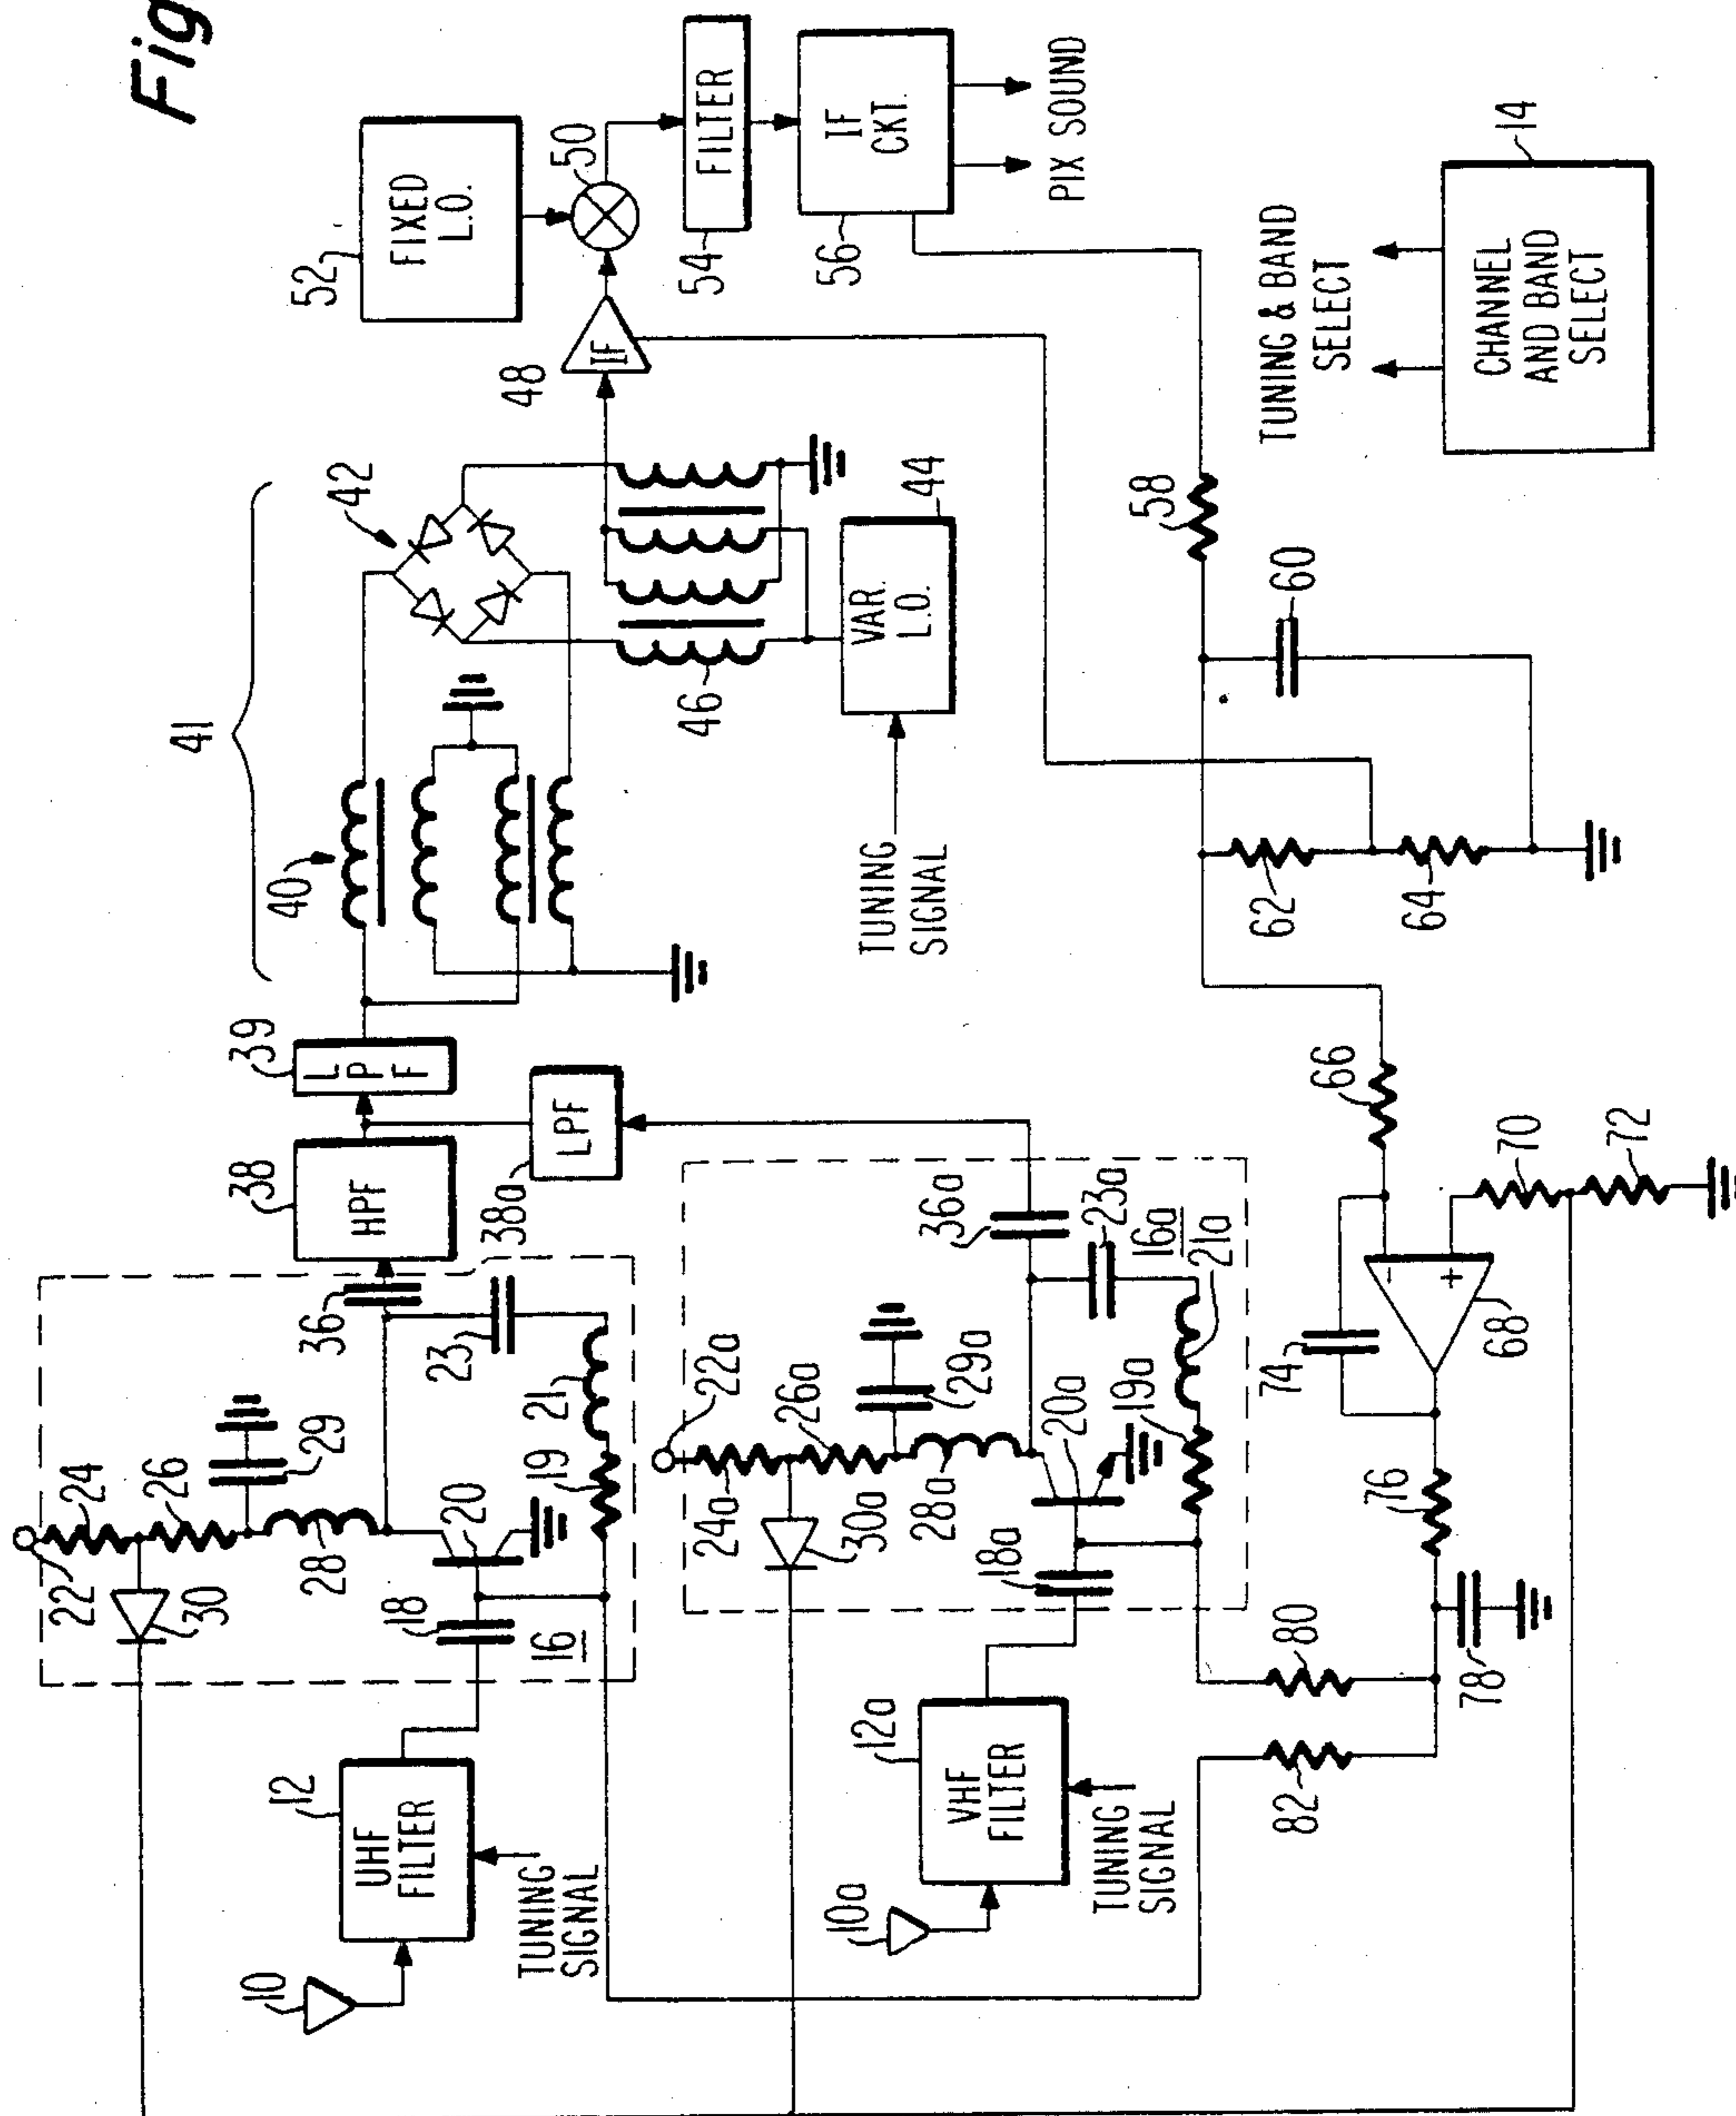 Fig
22
24
26
29
28
30
20
18
16
19
21
23
36
38
HPF
39
LPF
38a
LPF
12
UHF
FILTER
10
TUNING
SIGNAL
40
41
42
46
44
VAR.
L.O.
TUNING
SIGNAL
48
IF
50
52
FIXED
L.O.
54
FILTER
56
IF
CKT.
PIX SOUND
22a
24a
26a
29a
28a
30a
20a
18a
16a
19a
21a
23a
36a
12a
VHF
FILTER
10a
TUNING
SIGNAL
58
60
62
64
66
68
-
+
70
72
74
76
78
80
82
TUNING & BAND
SELECT
CHANNEL
AND BAND
SELECT
14